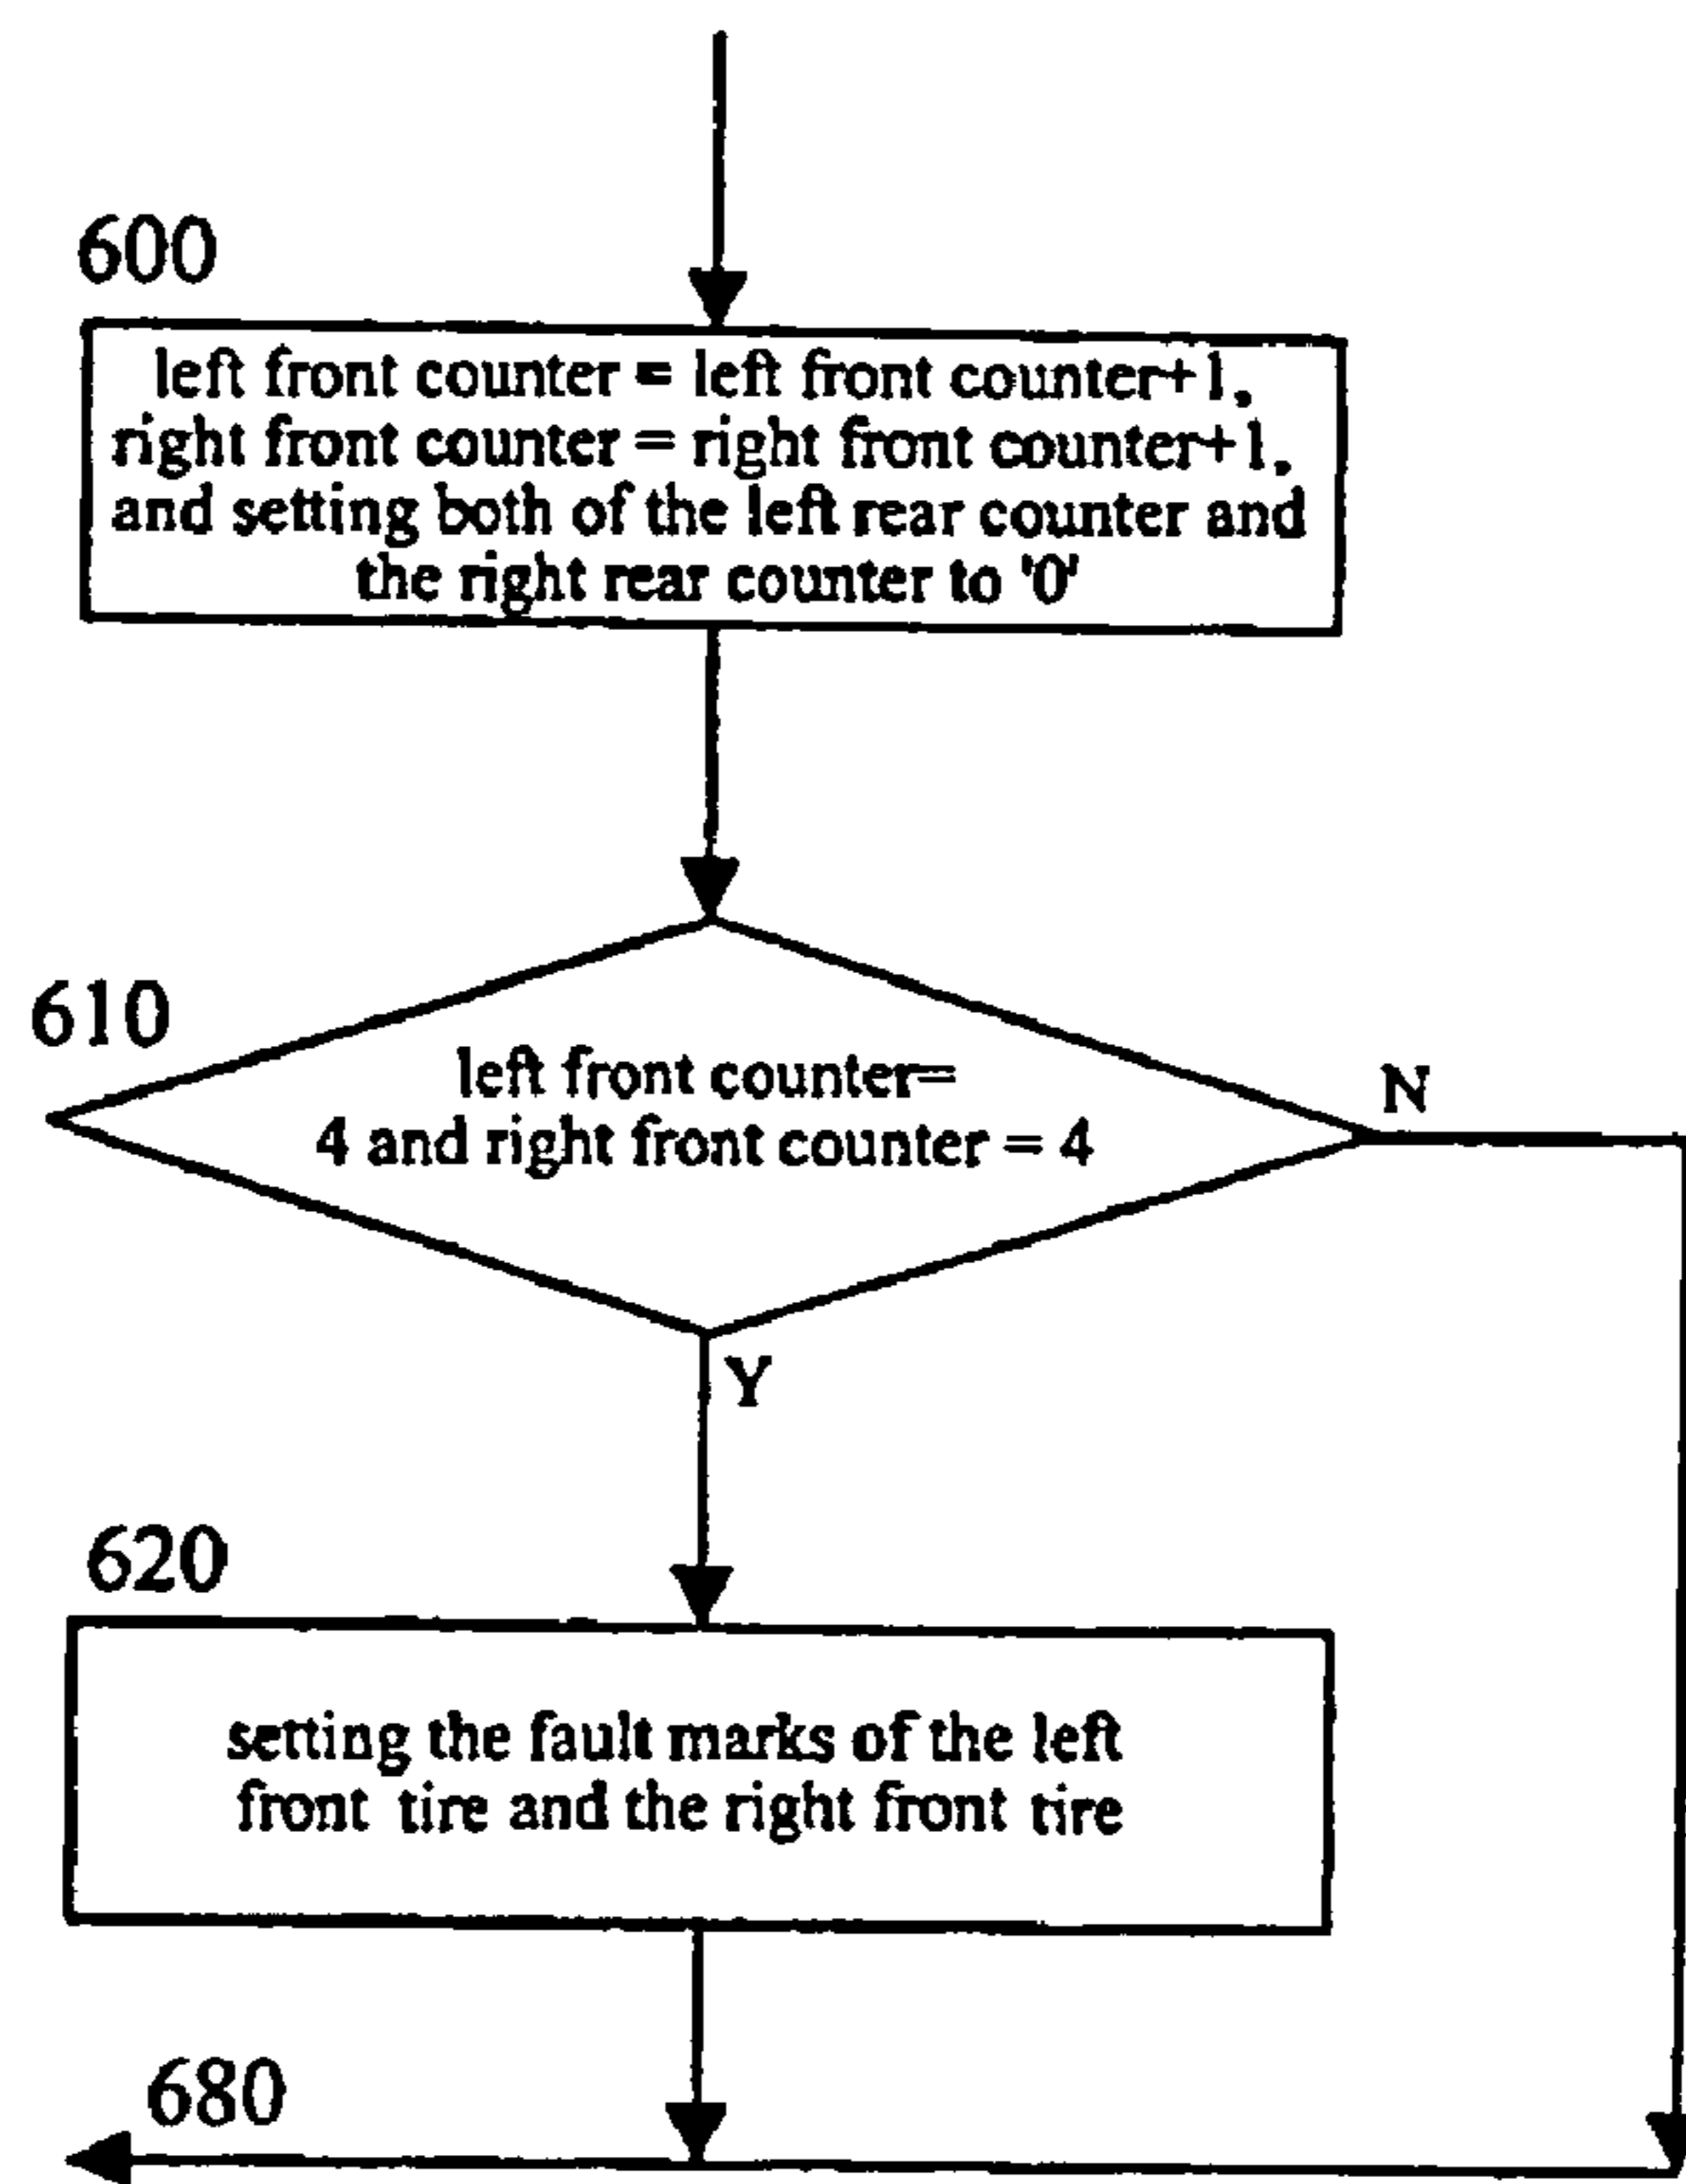 600
left front counter = left front counter+1,
right front counter = right front counter+1,
and setting both of the left rear counter and
the right rear counter to '0'
610
left front counter=
4 and right front counter = 4
N
Y
620
setting the fault marks of the left
front tire and the right front tire
680